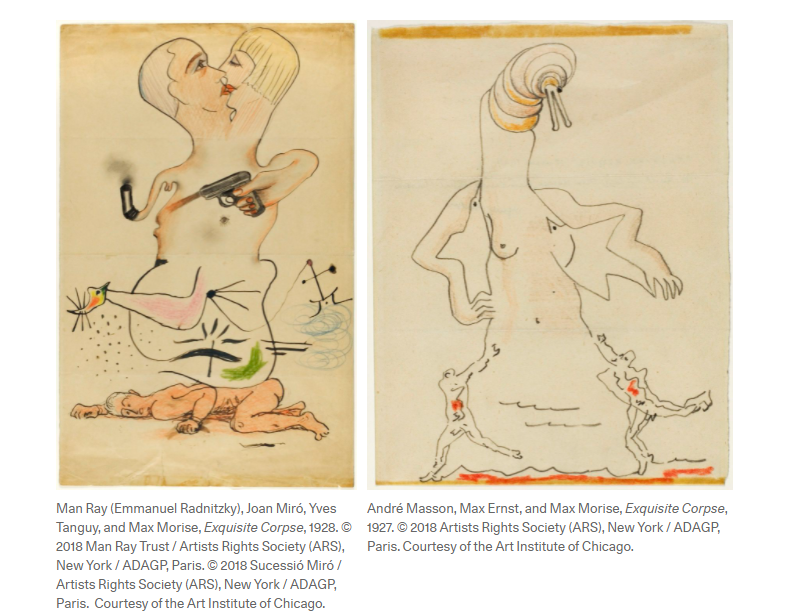 Man Ray (Emmanuel Radnitzky), Joan Miró, Yves
Tanguy, and Max Morise, Exquisite Corpse, 1928. ©
2018 Man Ray Trust / Artists Rights Society (ARS),
New York / ADAGP, Paris. © 2018 Sucessió Miró /
Artists Rights Society (ARS), New York / ADAGP,
Paris.  Courtesy of the Art Institute of Chicago.
André Masson, Max Ernst, and Max Morise, Exquisite Corpse,
1927. © 2018 Artists Rights Society (ARS), New York / ADAGP,
Paris. Courtesy of the Art Institute of Chicago.